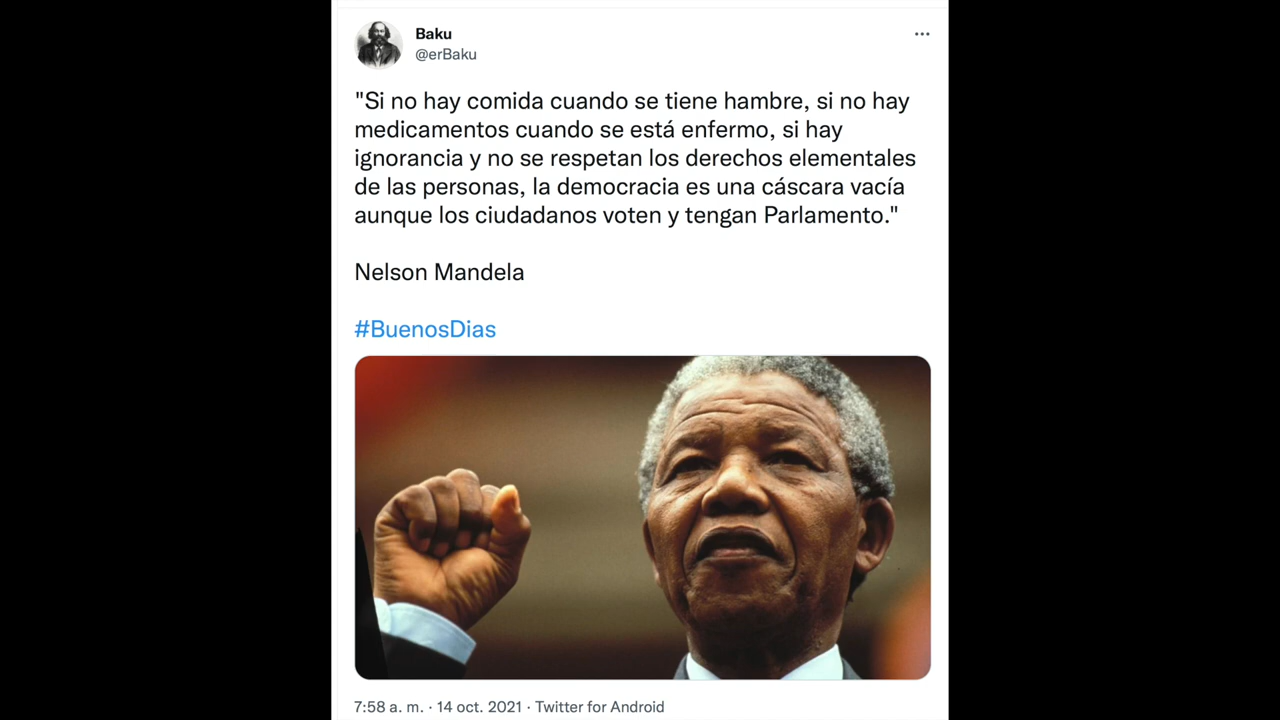 Baku
@erBaku
"Si no hay comida cuando se tiene hambre, si no hay
medicamentos cuando se está enfermo, si hay
ignorancia y no se respetan los derechos elementales
de las personas, la democracia es una cáscara vacía
aunque los ciudadanos voten y tengan Parlamento."
Nelson Mandela
#BuenosDias
7:58 a. m. · 14 oct. 2021 · Twitter for Android